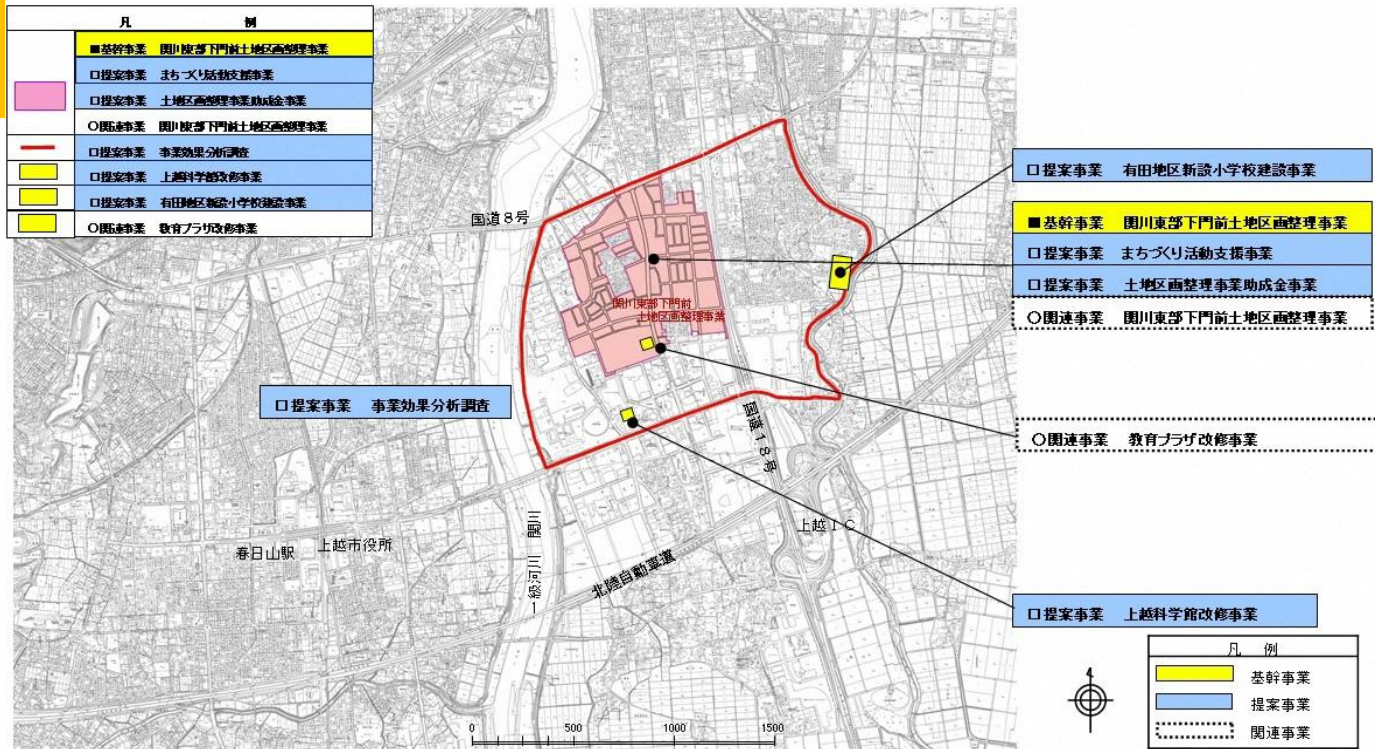 凡　例
■基幹事業　関川東部下門前土地区画整理事業
□提案事業　まちづくり活動支援事業
□提案事業　土地区画整理事業助成金事業
○関連事業　関川東部下門前土地区画整理事業
□提案事業　事業効果分析調査
□提案事業　上越科学館改修事業
□提案事業　有田地区新設小学校建設事業
○関連事業　教育プラザ改修事業
国道8号
関川東部下門前
土地区画整理事業
□提案事業　事業効果分析調査
春日山駅
上越市役所
一級河川　関川
北陸自動車道
国道18号
上越IC
□提案事業　有田地区新設小学校建設事業
■基幹事業　関川東部下門前土地区画整理事業
□提案事業　まちづくり活動支援事業
□提案事業　土地区画整理事業助成金事業
○関連事業　関川東部下門前土地区画整理事業
○関連事業　教育プラザ改修事業
□提案事業　上越科学館改修事業
凡　例
基幹事業
提案事業
関連事業
0　500　1000　1500